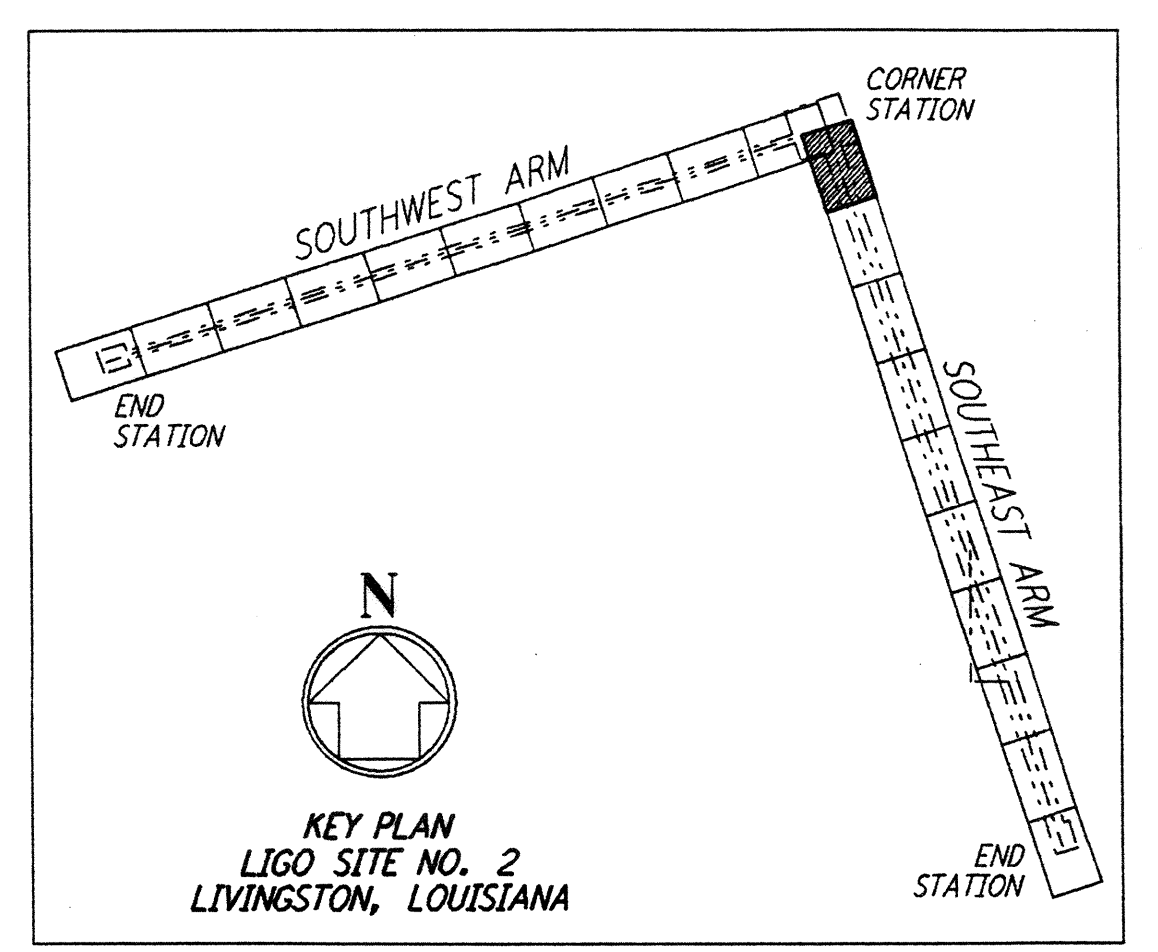 CORNER
STATION
SOUTHWEST ARM
END
STATION
SOUTHEAST ARM
N
KEY PLAN
LIGO SITE NO. 2
LIVINGSTON, LOUISIANA
END
STATION